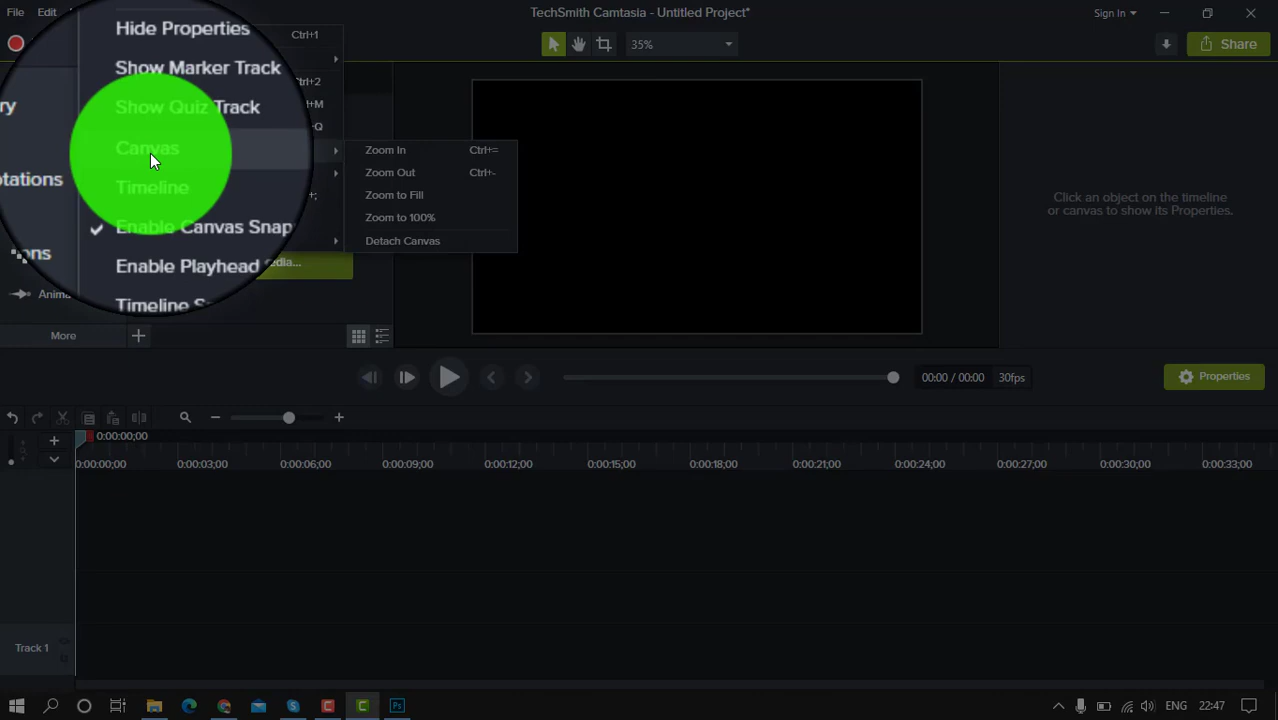 File
Edit
TechSmith Camtasia - Untitled Project*
Sign In
35%
Share
Hide Properties
Ctrl+1
Show Marker Track
Ctrl+2
Show Quiz Track
+M
Canvas
Timeline
Enable Canvas Snap
Enable Playhead
Zoom In
Ctrl+=
Zoom Out
Ctrl+-
Zoom to Fill
Zoom to 100%
Detach Canvas
Click an object on the timeline
or canvas to show its Properties.
More
00:00 / 00:00
30fps
Properties
0:00:00;00
0:00:00;00
0:00:03;00
0:00:06;00
0:00:09;00
0:00:12;00
0:00:15;00
0:00:18;00
0:00:21;00
0:00:24;00
0:00:27;00
0:00:30;00
0:00:33;00
Track 1
ENG
22:47